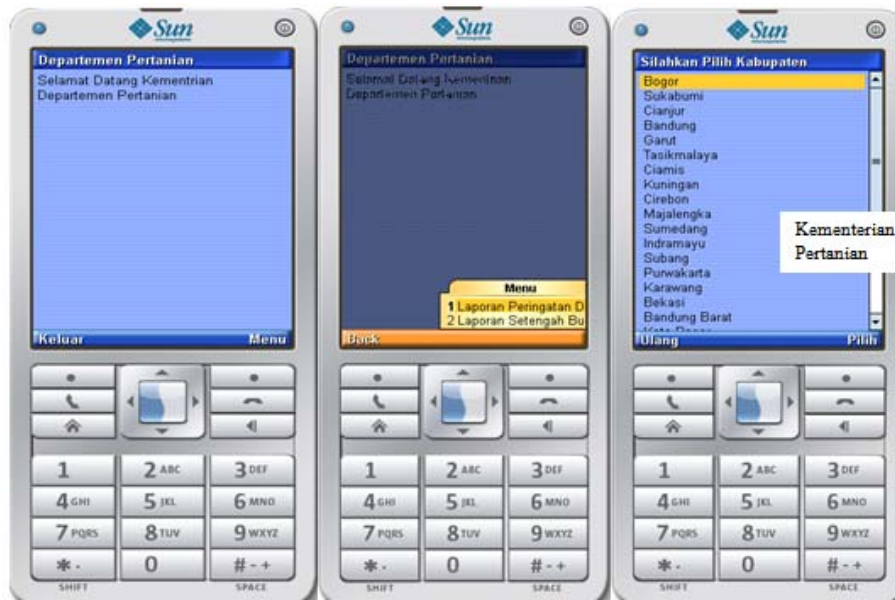 Sun
Departemen Pertanian
Selamat Datang Kementrian
Departemen Pertanian
Keluar Menu
1 2 ABC 3 DEF
4 GHI 5 JKL 6 MNO
7 PQRS 8 TUV 9 WXYZ
* . 0 # - +
SHIFT SPACE
Sun
Departemen Pertanian
Selamat Datang Kementrian
Departemen Pertanian
Menu
1 Laporan Peringatan D
2 Laporan Setengah Bu
Back
1 2 ABC 3 DEF
4 GHI 5 JKL 6 MNO
7 PQRS 8 TUV 9 WXYZ
* . 0 # - +
SHIFT SPACE
Sun
Silahkan Pilih Kabupaten
Bogor
Sukabumi
Cianjur
Bandung
Garut
Tasikmalaya
Ciamis
Kuningan
Cirebon
Majalengka
Sumedang
Indramayu
Subang
Purwakarta
Karawang
Bekasi
Bandung Barat
Ulang Pilih
Kementerian
Pertanian
1 2 ABC 3 DEF
4 GHI 5 JKL 6 MNO
7 PQRS 8 TUV 9 WXYZ
* . 0 # - +
SHIFT SPACE